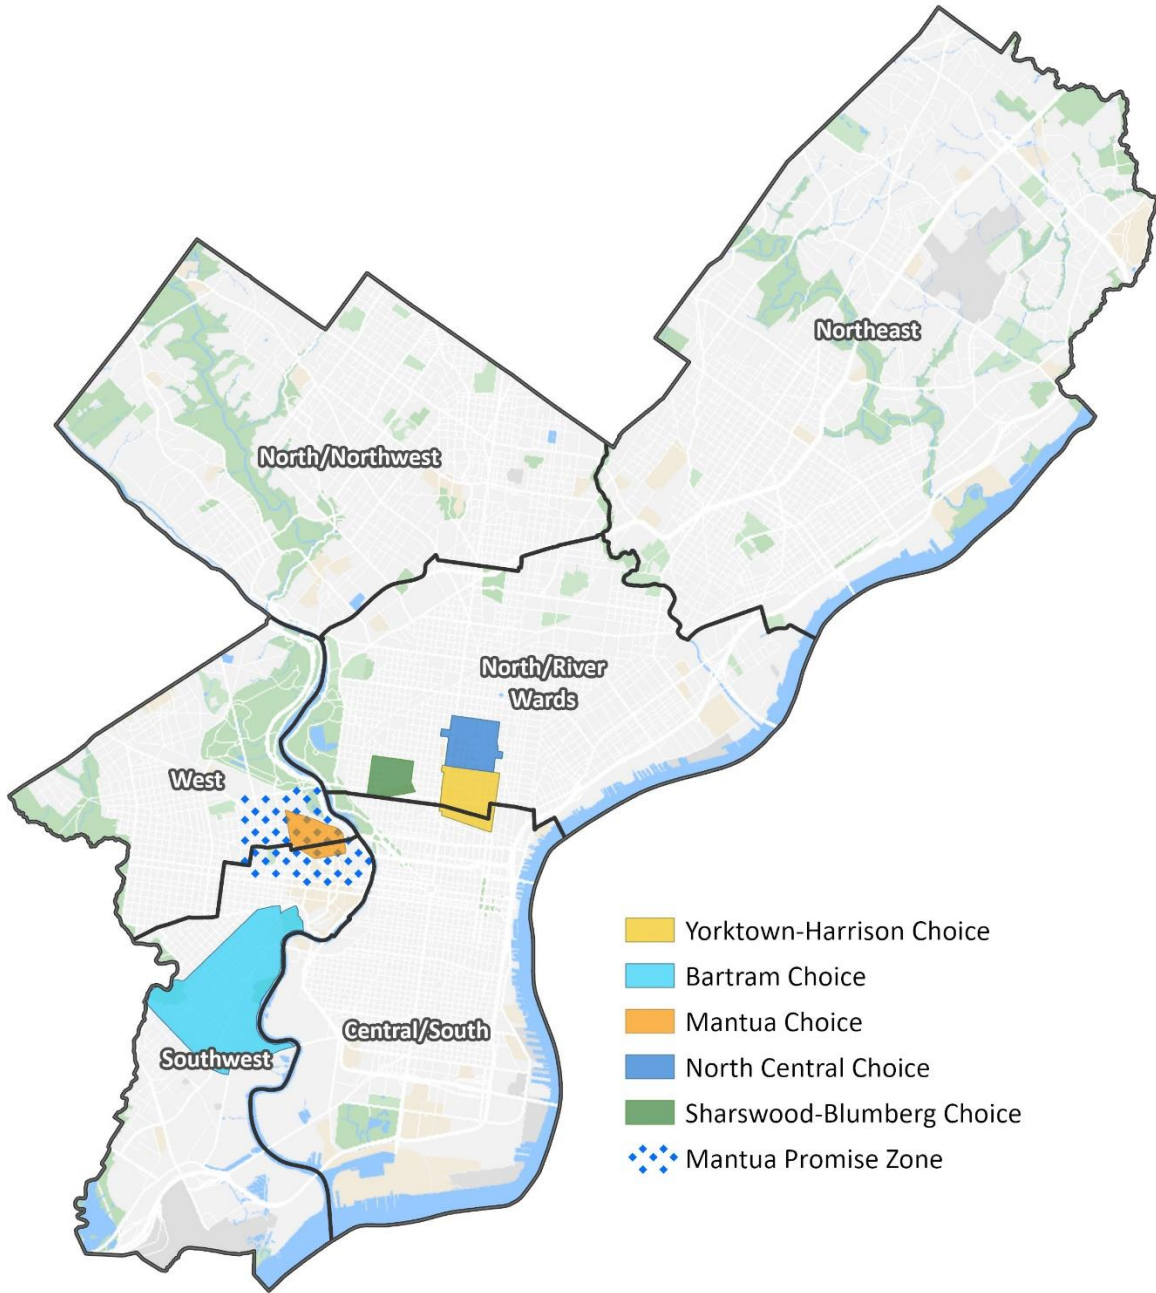 Northeast
North/Northwest
North/River
Wards
West
Central/South
Southwest
Yorktown-Harrison Choice
Bartram Choice
Mantua Choice
North Central Choice
Sharswood-Blumberg Choice
Mantua Promise Zone